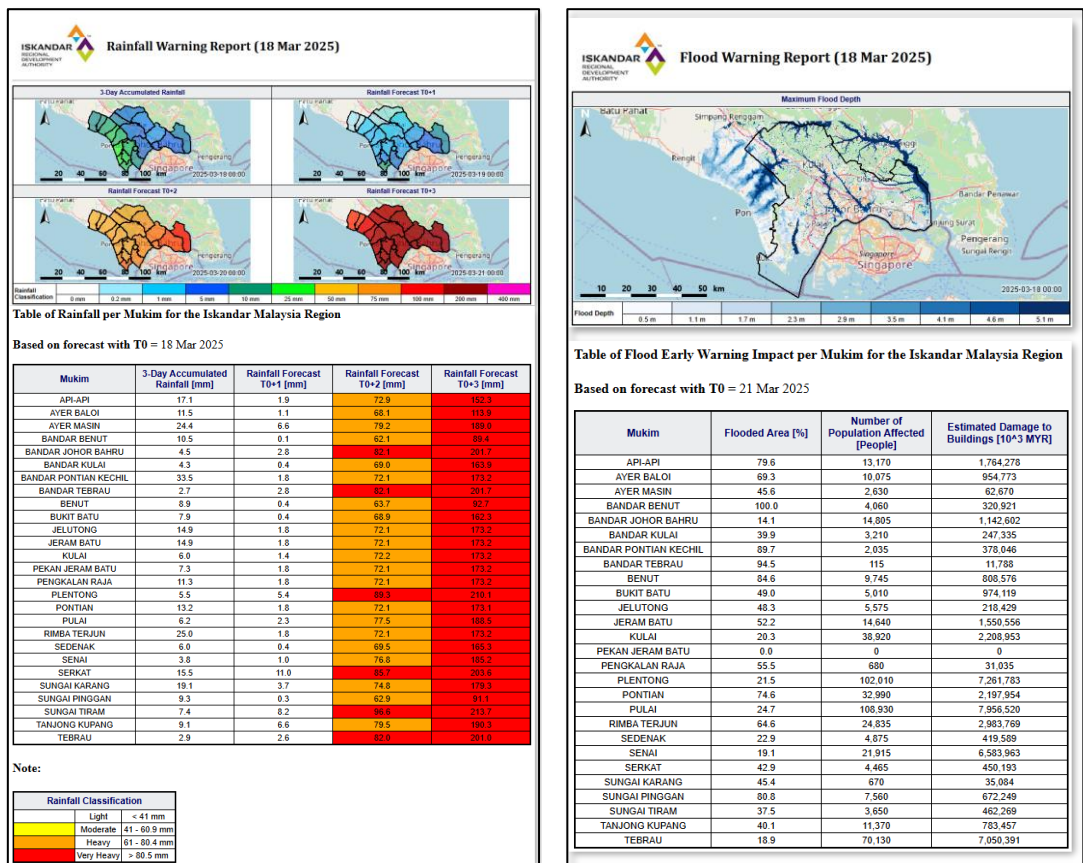 ISKANDAR
REGIONAL
DEVELOPMENT
AUTHORITY
Rainfall Warning Report (18 Mar 2025)
3-Day Accumulated Rainfall
Rainfall Forecast T0+1
Pengerang
Singapore
20 40 60 80 100 km
2025-03-18 00:00
Pengerang
Singapore
20 40 60 80 100 km
2025-03-19 00:00
Rainfall Forecast T0+2
Rainfall Forecast T0+3
Pengerang
Singapore
20 40 60 80 100 km
2025-03-20 00:00
Pengerang
Singapore
20 40 60 80 100 km
2025-03-21 00:00
Rainfall
Classification
0 mm 0.2 mm 1 mm 5 mm 10 mm 25 mm 50 mm 75 mm 100 mm 200 mm 400 mm
Table of Rainfall per Mukim for the Iskandar Malaysia Region
Based on forecast with T0 = 18 Mar 2025
Mukim 3-Day Accumulated Rainfall [mm] Rainfall Forecast T0+1 [mm] Rainfall Forecast T0+2 [mm] Rainfall Forecast T0+3 [mm]
API-API 17.1 1.9 72.9 152.3
AYER BALOI 11.5 1.1 68.1 113.9
AYER MASIN 24.4 6.6 79.2 189.0
BANDAR BENUT 10.5 0.1 62.1 89.4
BANDAR JOHOR BAHRU 4.5 2.8 82.1 201.7
BANDAR KULAI 4.3 0.4 69.0 163.9
BANDAR PONTIAN KECHIL 33.5 1.8 72.1 173.2
BANDAR TEBRAU 2.7 2.8 82.1 201.7
BENUT 8.9 0.4 63.7 92.7
BUKIT BATU 7.9 0.4 68.9 162.3
JELUTONG 14.9 1.8 72.1 173.2
JERAM BATU 14.9 1.8 72.1 173.2
KULAI 6.0 1.4 72.2 173.2
PEKAN JERAM BATU 7.3 1.8 72.1 173.2
PENGKALAN RAJA 11.3 1.8 72.1 173.2
PLENTONG 5.5 5.4 89.3 210.1
PONTIAN 13.2 1.8 72.1 173.1
PULAI 6.2 2.3 77.5 188.5
RIMBA TERJUN 25.0 1.8 72.1 173.2
SEDENAK 6.0 0.4 69.5 165.3
SENAI 3.8 1.0 76.8 185.2
SERKAT 15.5 11.0 85.7 203.6
SUNGAI KARANG 19.1 3.7 74.8 179.3
SUNGAI PINGGAN 9.3 0.3 62.9 91.1
SUNGAI TIRAM 7.4 8.2 96.6 213.7
TANJONG KUPANG 9.1 6.6 79.5 190.3
TEBRAU 2.9 2.6 82.0 201.0
Note:
Rainfall Classification
Light < 41 mm
Moderate 41 - 60.9 mm
Heavy 61 - 80.4 mm
Very Heavy > 80.5 mm
ISKANDAR
REGIONAL
DEVELOPMENT
AUTHORITY
Flood Warning Report (18 Mar 2025)
Maximum Flood Depth
Batu Pahat
Simpang Renggam
Rengit
Bandar Penawar
Pon
Pengerang
Sungai Rengit
Singapore
Singapore
10 20 30 40 50 km
2025-03-18 00:00
Flood Depth
0.5 m 1.1 m 1.7 m 2.3 m 2.9 m 3.5 m 4.1 m 4.6 m 5.1 m
Table of Flood Early Warning Impact per Mukim for the Iskandar Malaysia Region
Based on forecast with T0 = 21 Mar 2025
Mukim Flooded Area [%] Number of Population Affected [People] Estimated Damage to Buildings [10^3 MYR]
API-API 79.6 13,170 1,764,278
AYER BALOI 69.3 10,075 954,773
AYER MASIN 45.6 2,630 62,670
BANDAR BENUT 100.0 4,060 320,921
BANDAR JOHOR BAHRU 14.1 14,805 1,142,602
BANDAR KULAI 39.9 3,210 247,335
BANDAR PONTIAN KECHIL 89.7 2,035 378,046
BANDAR TEBRAU 94.5 115 11,788
BENUT 84.6 9,745 808,576
BUKIT BATU 49.0 5,010 974,119
JELUTONG 48.3 5,575 218,429
JERAM BATU 52.2 14,640 1,550,556
KULAI 20.3 38,920 2,208,953
PEKAN JERAM BATU 0.0 0 0
PENGKALAN RAJA 55.5 680 31,035
PLENTONG 21.5 102,010 7,261,783
PONTIAN 74.6 32,990 2,197,954
PULAI 24.7 108,930 7,956,520
RIMBA TERJUN 64.6 24,835 2,983,769
SEDENAK 22.9 4,875 419,589
SENAI 19.1 21,915 6,583,963
SERKAT 42.9 4,465 450,193
SUNGAI KARANG 45.4 670 35,084
SUNGAI PINGGAN 80.8 7,560 672,249
SUNGAI TIRAM 37.5 3,650 462,269
TANJONG KUPANG 40.1 11,370 783,457
TEBRAU 18.9 70,130 7,050,391